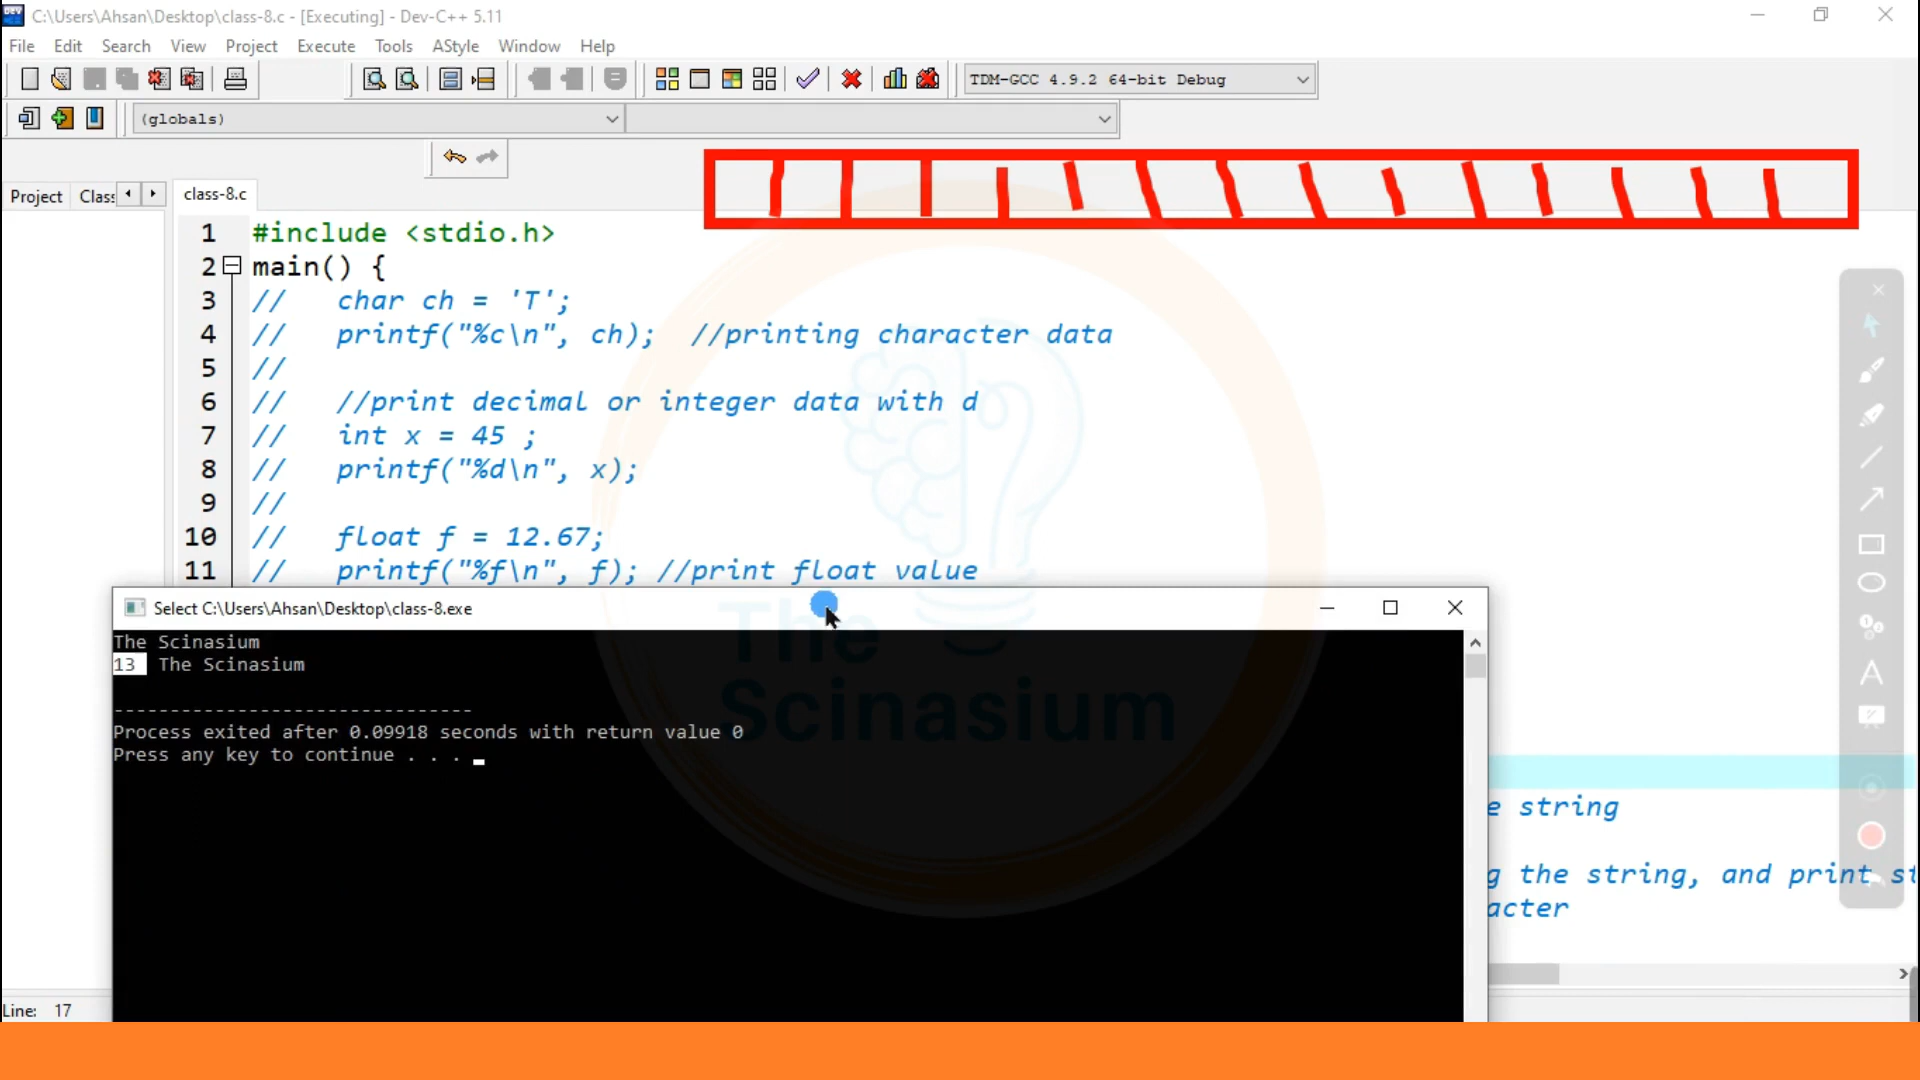 C:\Users\Ahsan\Desktop\class-8.c - [Executing] - Dev-C++ 5.11
File Edit Search View Project Execute Tools AStyle Window Help
TDM-GCC 4.9.2 64-bit Debug
(globals)
Project Class
class-8.c
1 #include <stdio.h>
2 main() {
3 // char ch = 'T';
4 // printf("%c\n", ch); //printing character data
5 //
6 // //print decimal or integer data with d
7 // int x = 45 ;
8 // printf("%d\n", x);
9 //
10 // float f = 12.67;
11 // printf("%f\n", f); //print float value
Select C:\Users\Ahsan\Desktop\class-8.exe
The Scinasium
13 The Scinasium
--------------------------------
Process exited after 0.09918 seconds with return value 0
Press any key to continue . . .
The
Scinasium
e string
g the string, and print st
acter
Line: 17